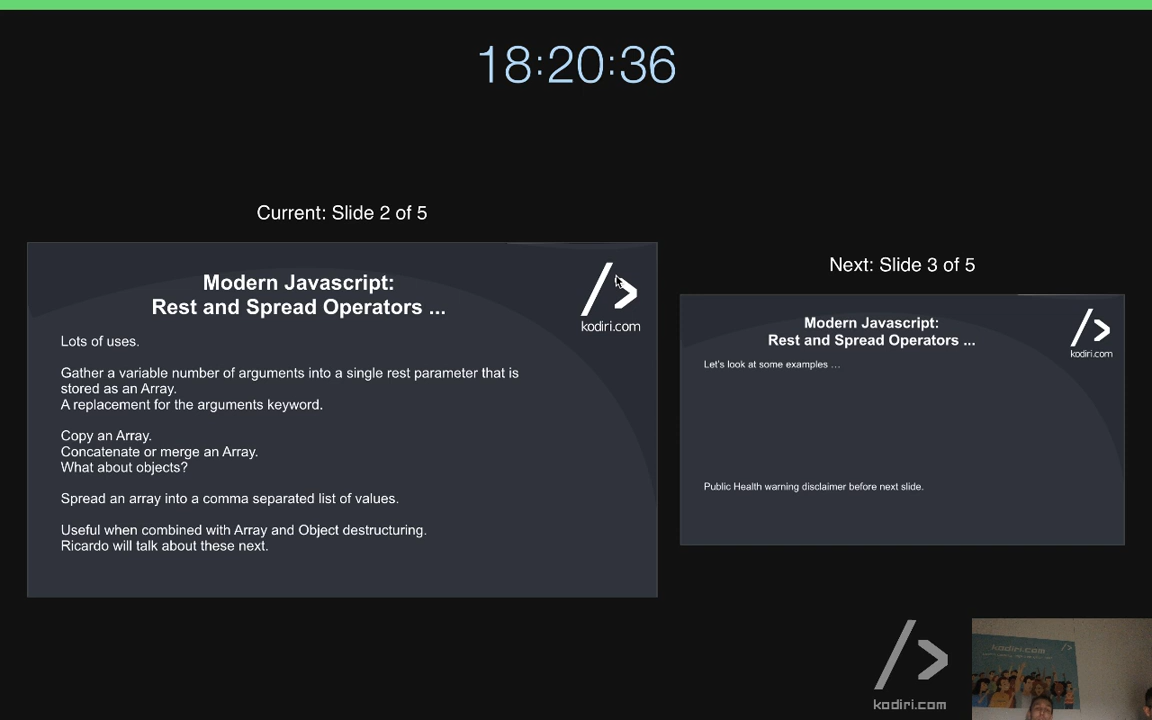 18:20:36
Current: Slide 2 of 5
Modern Javascript:
Rest and Spread Operators ...
kodiri.com
Lots of uses.
Gather a variable number of arguments into a single rest parameter that is
stored as an Array.
A replacement for the arguments keyword.
Copy an Array.
Concatenate or merge an Array.
What about objects?
Spread an array into a comma separated list of values.
Useful when combined with Array and Object destructuring.
Ricardo will talk about these next.
Next: Slide 3 of 5
Modern Javascript:
Rest and Spread Operators ...
kodiri.com
Let's look at some examples ...
Public Health warning disclaimer before next slide.
kodiri.com
kodiri.com